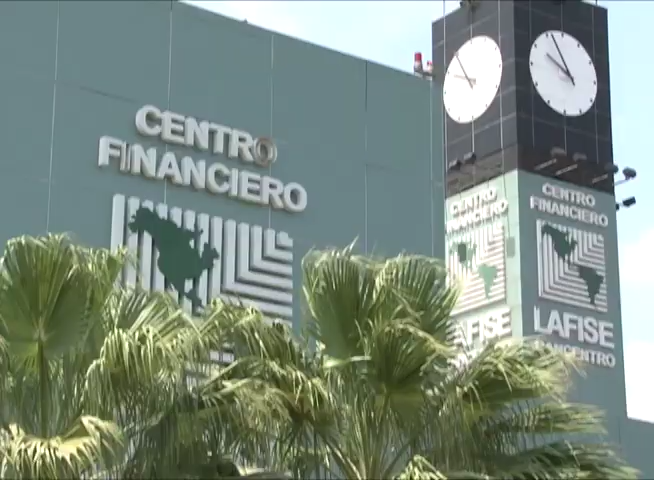 CENTRO
FINANCIERO
CENTRO
FINANCIERO
LAFISE
CENTRO
FINANCIERO
LAFISE
BANCENTRO